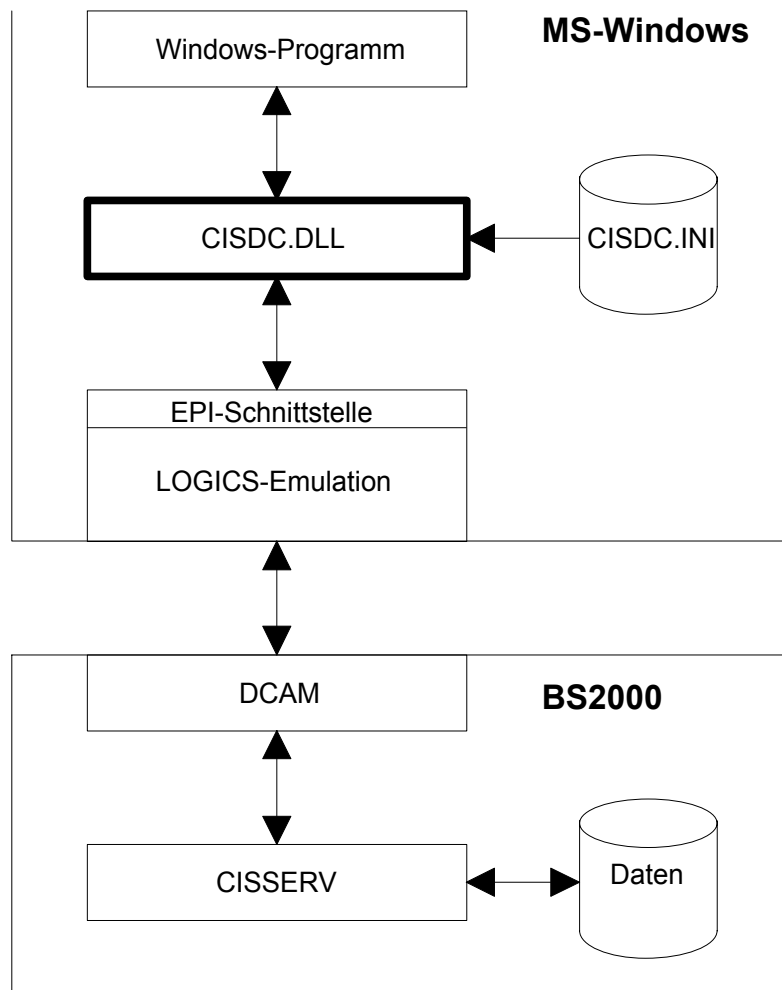 MS-Windows
Windows-Programm
CISDC.DLL
CISDC.INI
EPI-Schnittstelle
LOGICS-Emulation
DCAM
BS2000
CISSERV
Daten